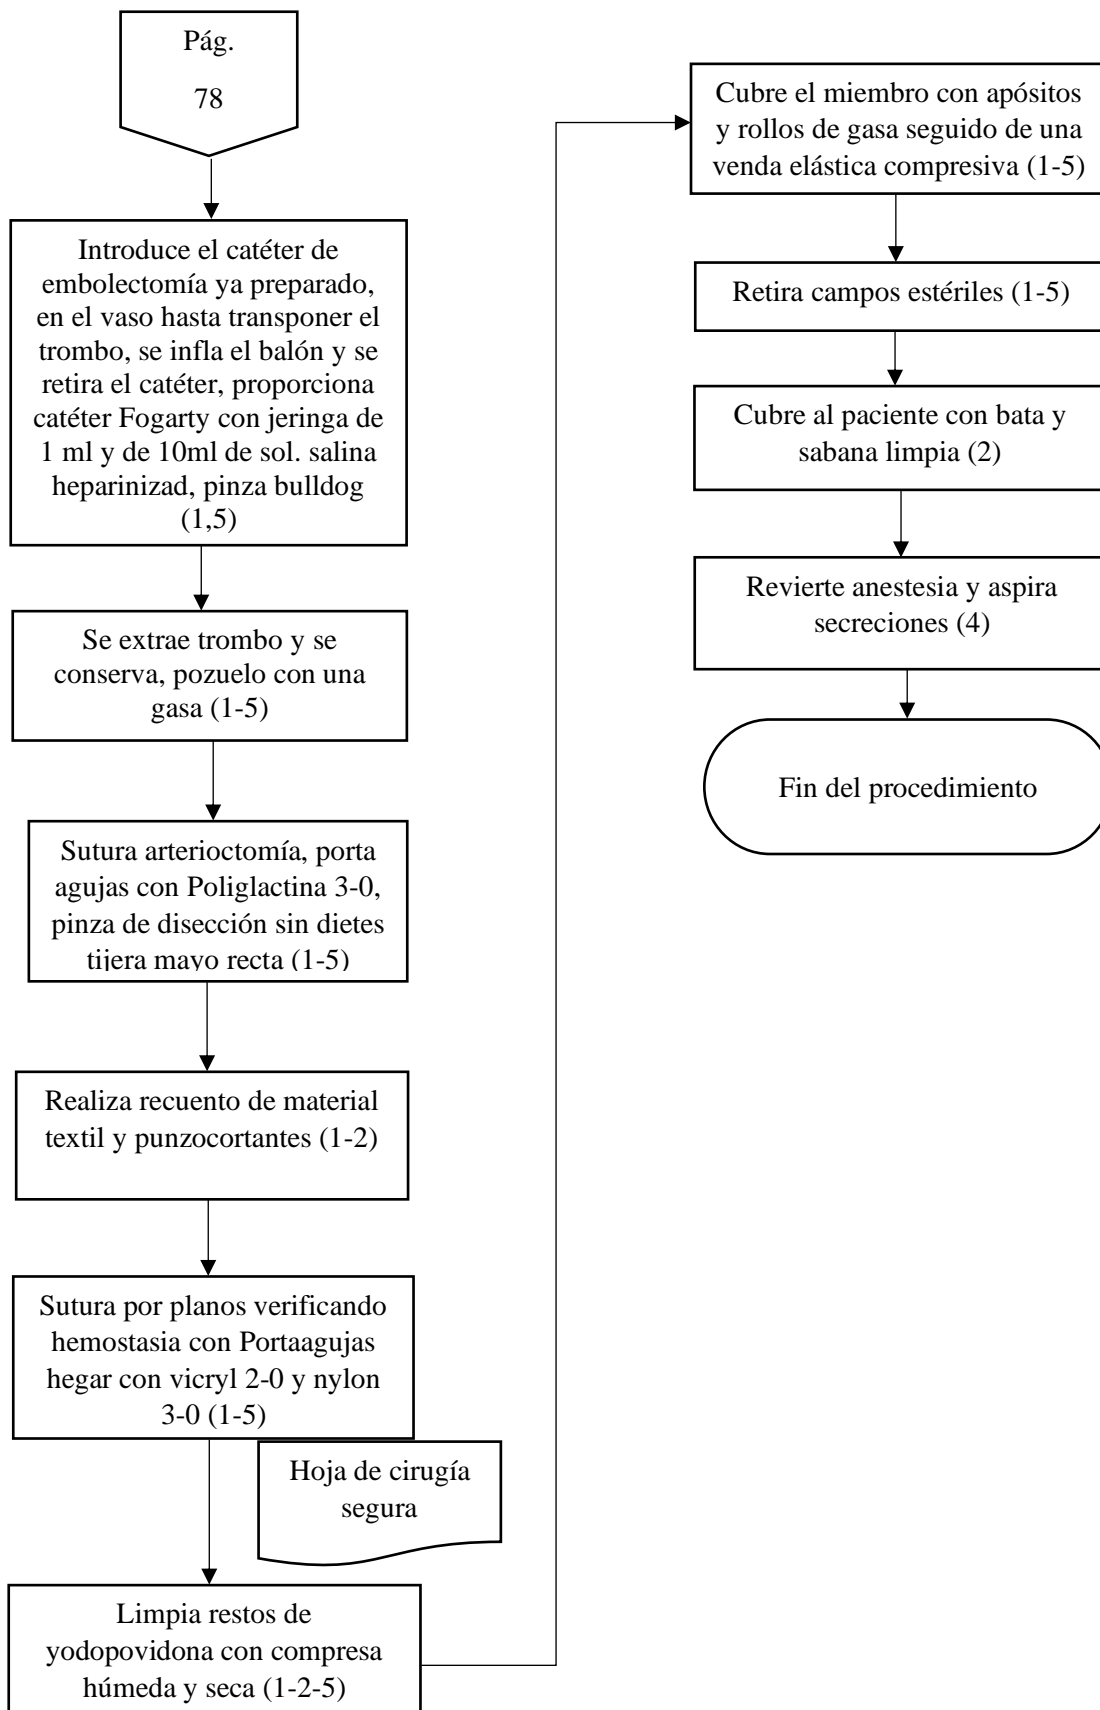 Pág.
78
Introduce el catéter de
embolectomía ya preparado,
en el vaso hasta transponer el
trombo, se infla el balón y se
retira el catéter, proporciona
catéter Fogarty con jeringa de
1 ml y de 10ml de sol. salina
heparinizad, pinza bulldog
(1,5)
Se extrae trombo y se
conserva, pozuelo con una
gasa (1-5)
Sutura arterioctomía, porta
agujas con Poliglactina 3-0,
pinza de disección sin dietes
tijera mayo recta (1-5)
Realiza recuento de material
textil y punzocortantes (1-2)
Sutura por planos verificando
hemostasia con Portaagujas
hegar con vicryl 2-0 y nylon
3-0 (1-5)
Hoja de cirugía
segura
Limpia restos de
yodopovidona con compresa
húmeda y seca (1-2-5)
Cubre el miembro con apósitos
y rollos de gasa seguido de una
venda elástica compresiva (1-5)
Retira campos estériles (1-5)
Cubre al paciente con bata y
sabana limpia (2)
Revierte anestesia y aspira
secreciones (4)
Fin del procedimiento